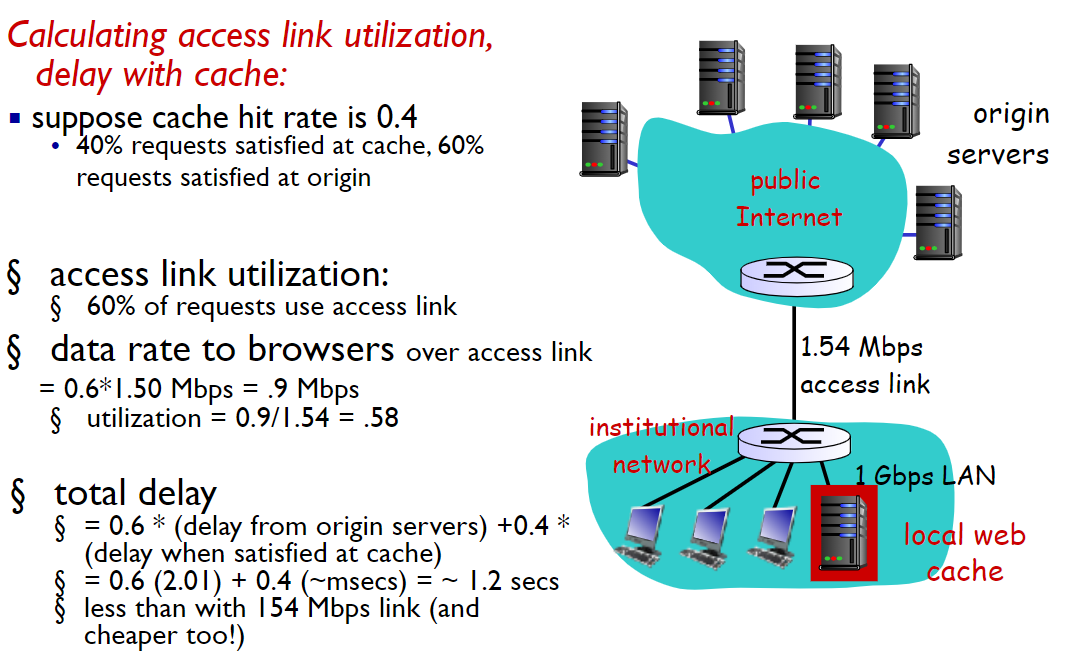 Calculating access link utilization,
delay with cache:
▪ suppose cache hit rate is 0.4
• 40% requests satisfied at cache, 60%
requests satisfied at origin
§ access link utilization:
§ 60% of requests use access link
§ data rate to browsers over access link
= 0.6*1.50 Mbps = .9 Mbps
§ utilization = 0.9/1.54 = .58
§ total delay
§ = 0.6 * (delay from origin servers) +0.4 *
(delay when satisfied at cache)
§ = 0.6 (2.01) + 0.4 (~msecs) = ~ 1.2 secs
§ less than with 154 Mbps link (and
cheaper too!)
origin
servers
public
Internet
1.54 Mbps
access link
institutional
network
1 Gbps LAN
local web
cache